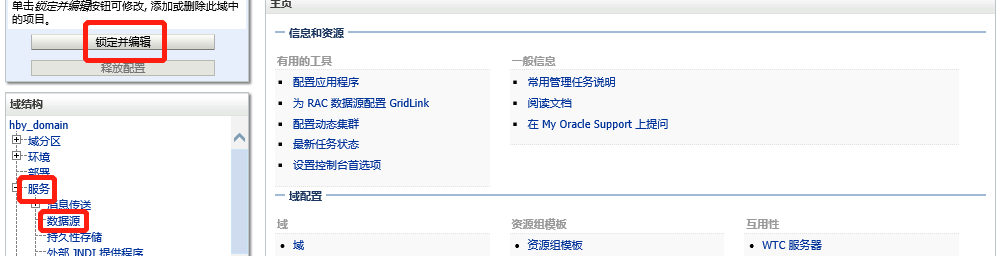 单击锁定并编辑按钮可修改, 添加或删除此域中
的项目。
锁定并编辑
释放配置
域结构
hby_domain
域分区
环境
部署
服务
消息传送
数据源
持久性存储
外部 JNDI 提供程序
主页
信息和资源
有用的工具
配置应用程序
为 RAC 数据源配置 GridLink
配置动态集群
最新任务状态
设置控制台首选项
一般信息
常用管理任务说明
阅读文档
在 My Oracle Support 上提问
域配置
域
域
资源组模板
资源组模板
互用性
WTC 服务器